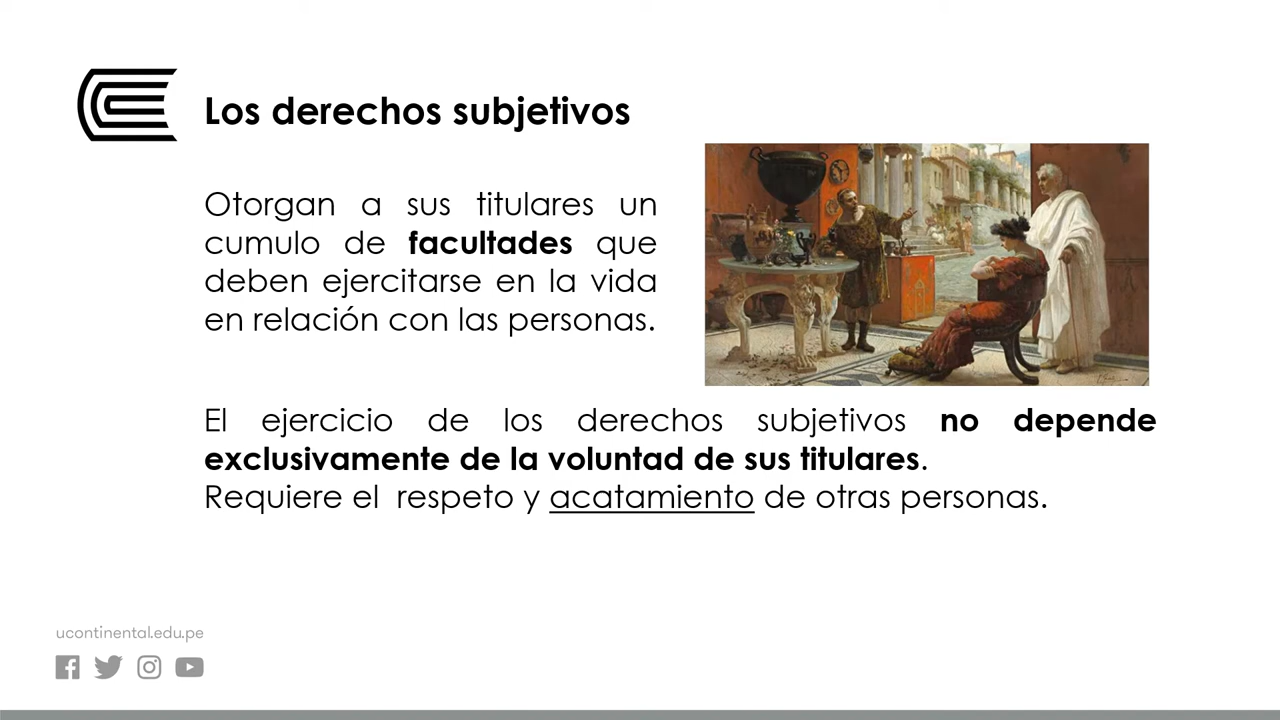 Los derechos subjetivos
Otorgan a sus titulares un
cumulo de facultades que
deben ejercitarse en la vida
en relación con las personas.
El ejercicio de los derechos subjetivos no depende
exclusivamente de la voluntad de sus titulares.
Requiere el respeto y acatamiento de otras personas.
ucontinental.edu.pe